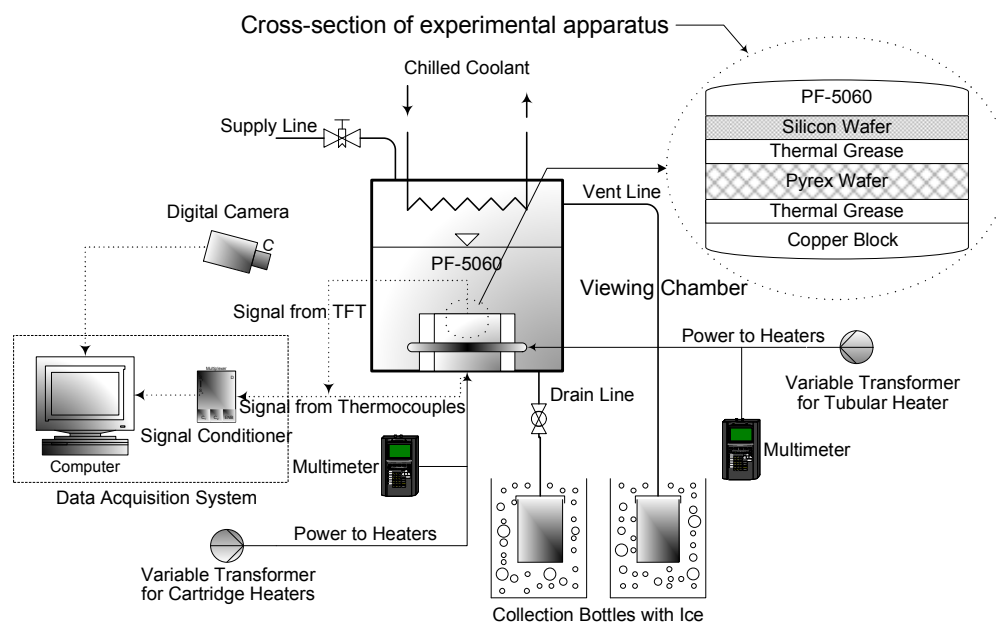 Cross-section of experimental apparatus
Chilled Coolant
Supply Line
PF-5060
Silicon Wafer
Thermal Grease
Pyrex Wafer
Thermal Grease
Copper Block
Vent Line
Digital Camera
C
PF-5060
Viewing Chamber
Signal from TFT
Power to Heaters
Variable Transformer
for Tubular Heater
Signal from Thermocouples
Drain Line
Signal Conditioner
Computer
Multimeter
Multimeter
Data Acquisition System
Power to Heaters
Variable Transformer
for Cartridge Heaters
Collection Bottles with Ice